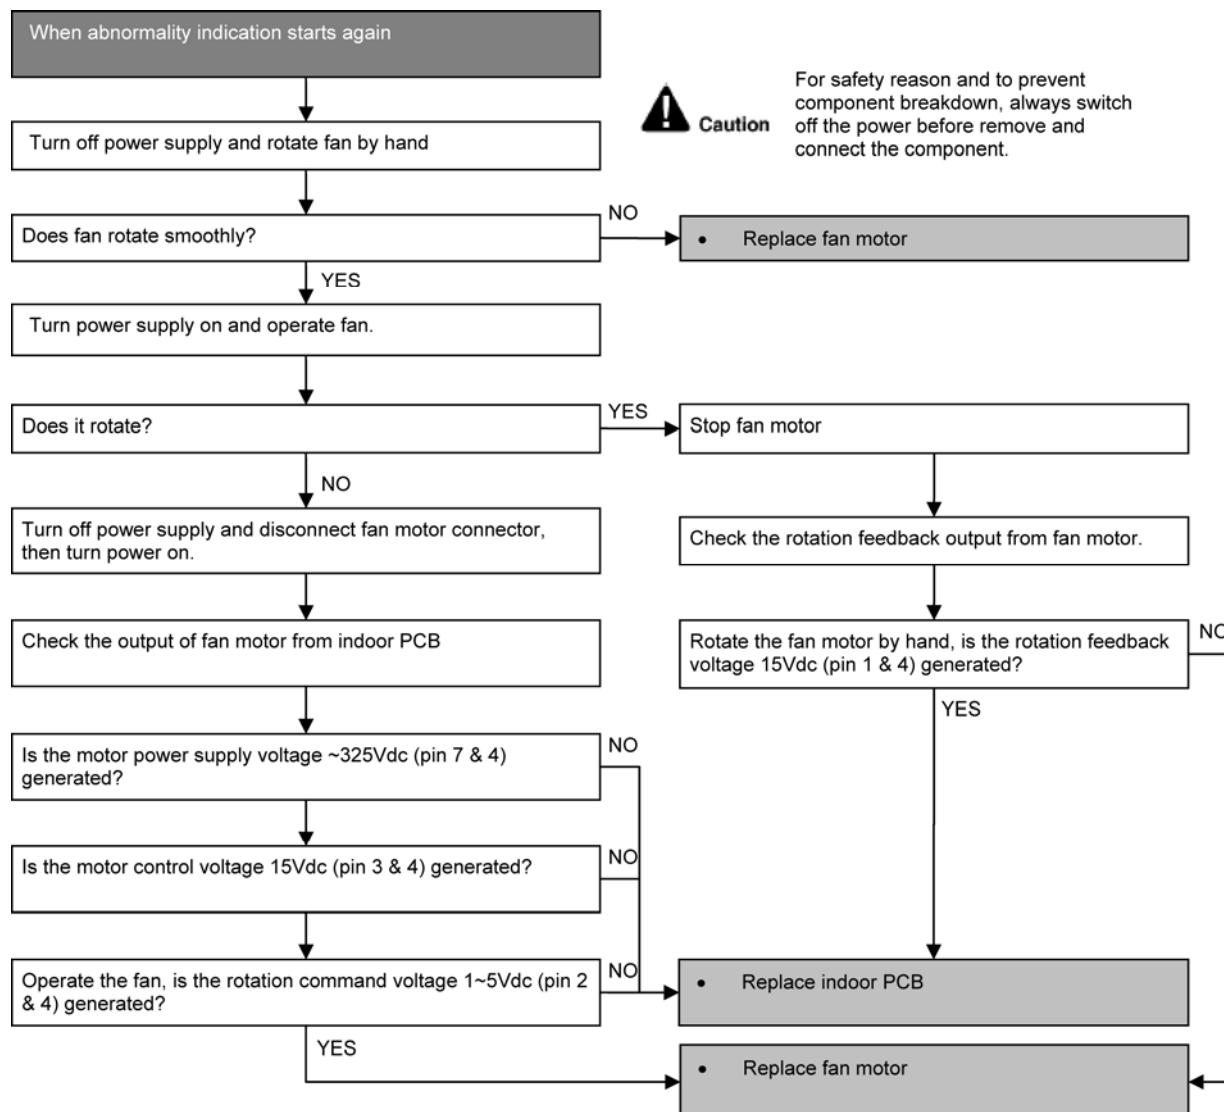 When abnormality indication starts again
Caution
For safety reason and to prevent
component breakdown, always switch
off the power before remove and
connect the component.
Turn off power supply and rotate fan by hand
Does fan rotate smoothly?
NO
• Replace fan motor
YES
Turn power supply on and operate fan.
Does it rotate?
YES
Stop fan motor
NO
Turn off power supply and disconnect fan motor connector,
then turn power on.
Check the rotation feedback output from fan motor.
Check the output of fan motor from indoor PCB
Rotate the fan motor by hand, is the rotation feedback
voltage 15Vdc (pin 1 & 4) generated?
NO
YES
Is the motor power supply voltage ~325Vdc (pin 7 & 4)
generated?
NO
Is the motor control voltage 15Vdc (pin 3 & 4) generated?
NO
Operate the fan, is the rotation command voltage 1~5Vdc (pin 2
& 4) generated?
NO
• Replace indoor PCB
YES
• Replace fan motor